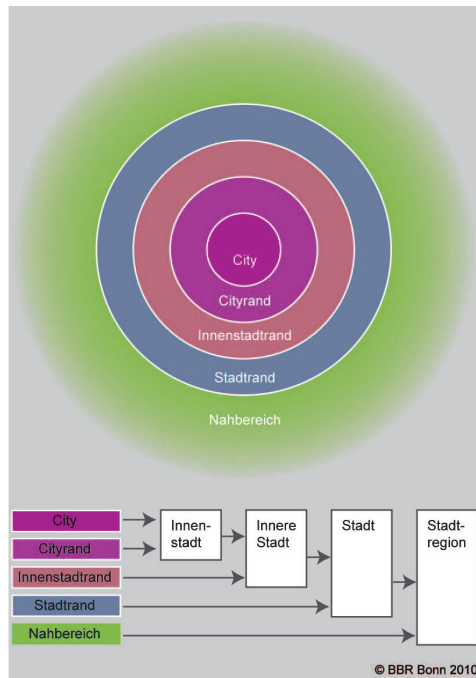 City
Cityrand
Innenstadtrand
Stadtrand
Nahbereich
City
Cityrand
Innenstadtrand
Stadtrand
Nahbereich
Innen-
stadt
Innere
Stadt
Stadt
Stadt-
region
© BBR Bonn 2010